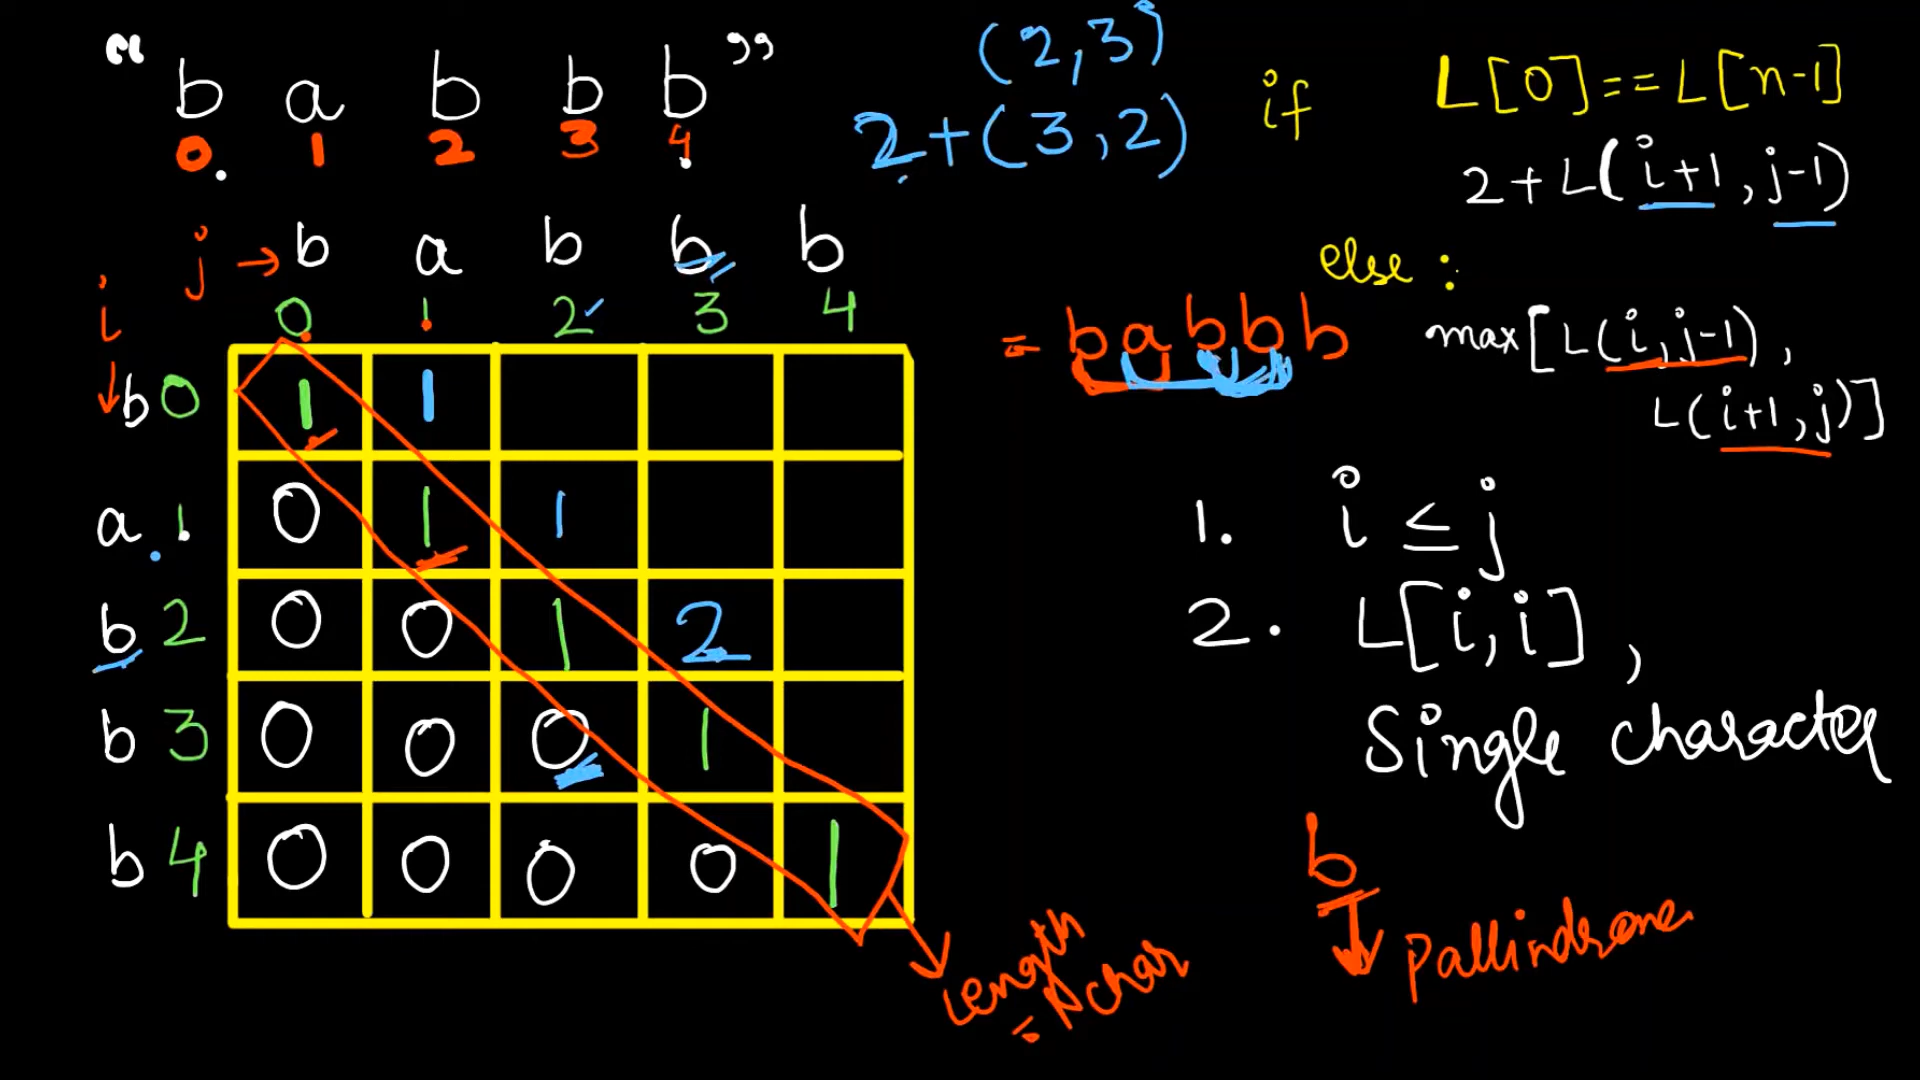 “ b a b b b ”
0 1 2 3 4
(2,3)
2+(3,2)
if L[0]==L[n-1]
2+L(i+1,j-1)
else :
max[L(i,j-1),
L(i+1,j)]
j → b a b b b
i 0 1 2 3 4
b 0 1 1
a 1 0 1 1
b 2 0 0 1 2
b 3 0 0 0 1
b 4 0 0 0 0 1
= babbb
1. i ≤ j
2. L[i,i],
Single character
b
pallindrome
length
= 1 char